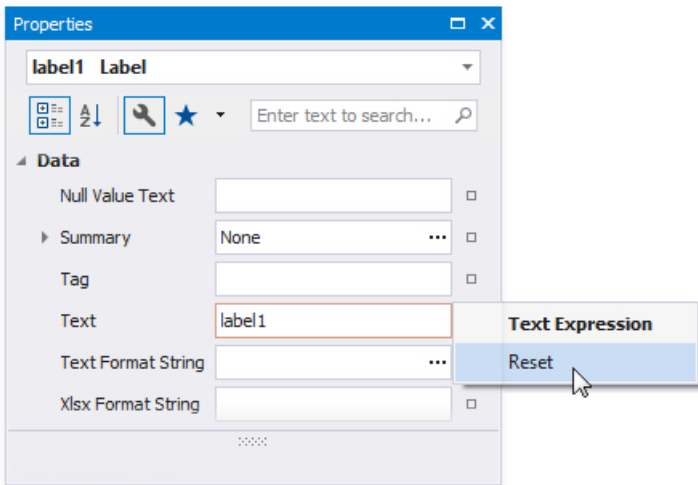 Properties
label1 Label
Enter text to search...
Data
Null Value Text
Summary None ...
Tag
Text label1
Text Expression
Text Format String ...
Reset
Xlsx Format String